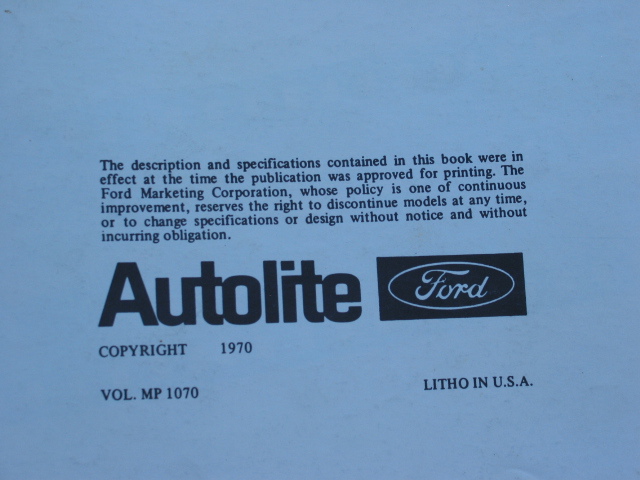 The description and specifications contained in this book were in
effect at the time the publication was approved for printing. The
Ford Marketing Corporation, whose policy is one of continuous
improvement, reserves the right to discontinue models at any time,
or to change specifications or design without notice and without
incurring obligation.
Autolite Ford
COPYRIGHT 1970
VOL. MP 1070 LITHO IN U.S.A.